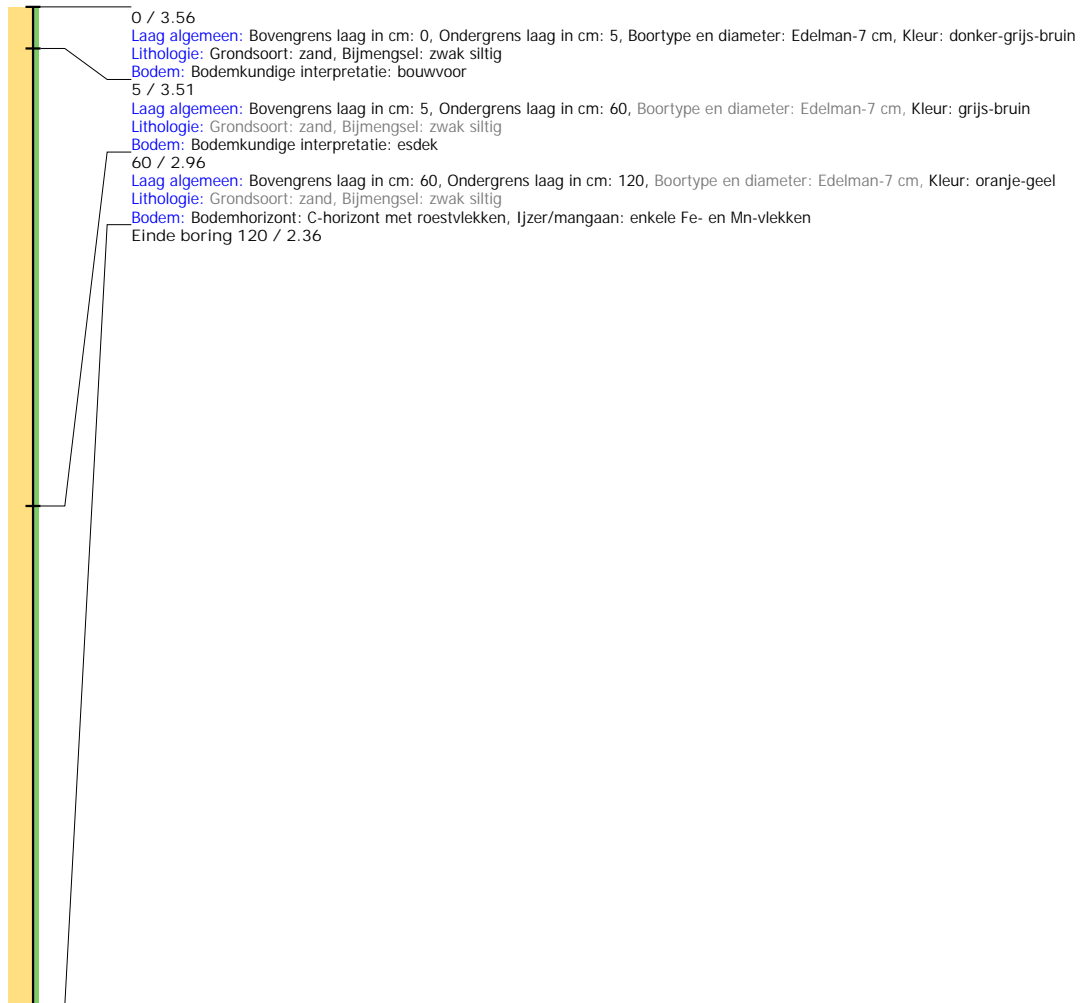 0 / 3.56
Laag algemeen: Bovengrens laag in cm: 0, Ondergrens laag in cm: 5, Boortype en diameter: Edelman-7 cm, Kleur: donker-grijs-bruin
Lithologie: Grondsoort: zand, Bijmengsel: zwak siltig
Bodem: Bodemkundige interpretatie: bouwvoor
5 / 3.51
Laag algemeen: Bovengrens laag in cm: 5, Ondergrens laag in cm: 60, Boortype en diameter: Edelman-7 cm, Kleur: grijs-bruin
Lithologie: Grondsoort: zand, Bijmengsel: zwak siltig
Bodem: Bodemkundige interpretatie: esdek
60 / 2.96
Laag algemeen: Bovengrens laag in cm: 60, Ondergrens laag in cm: 120, Boortype en diameter: Edelman-7 cm, Kleur: oranje-geel
Lithologie: Grondsoort: zand, Bijmengsel: zwak siltig
Bodem: Bodemhorizont: C-horizont met roestvlekken, Ijzer/mangaan: enkele Fe- en Mn-vlekken
Einde boring 120 / 2.36